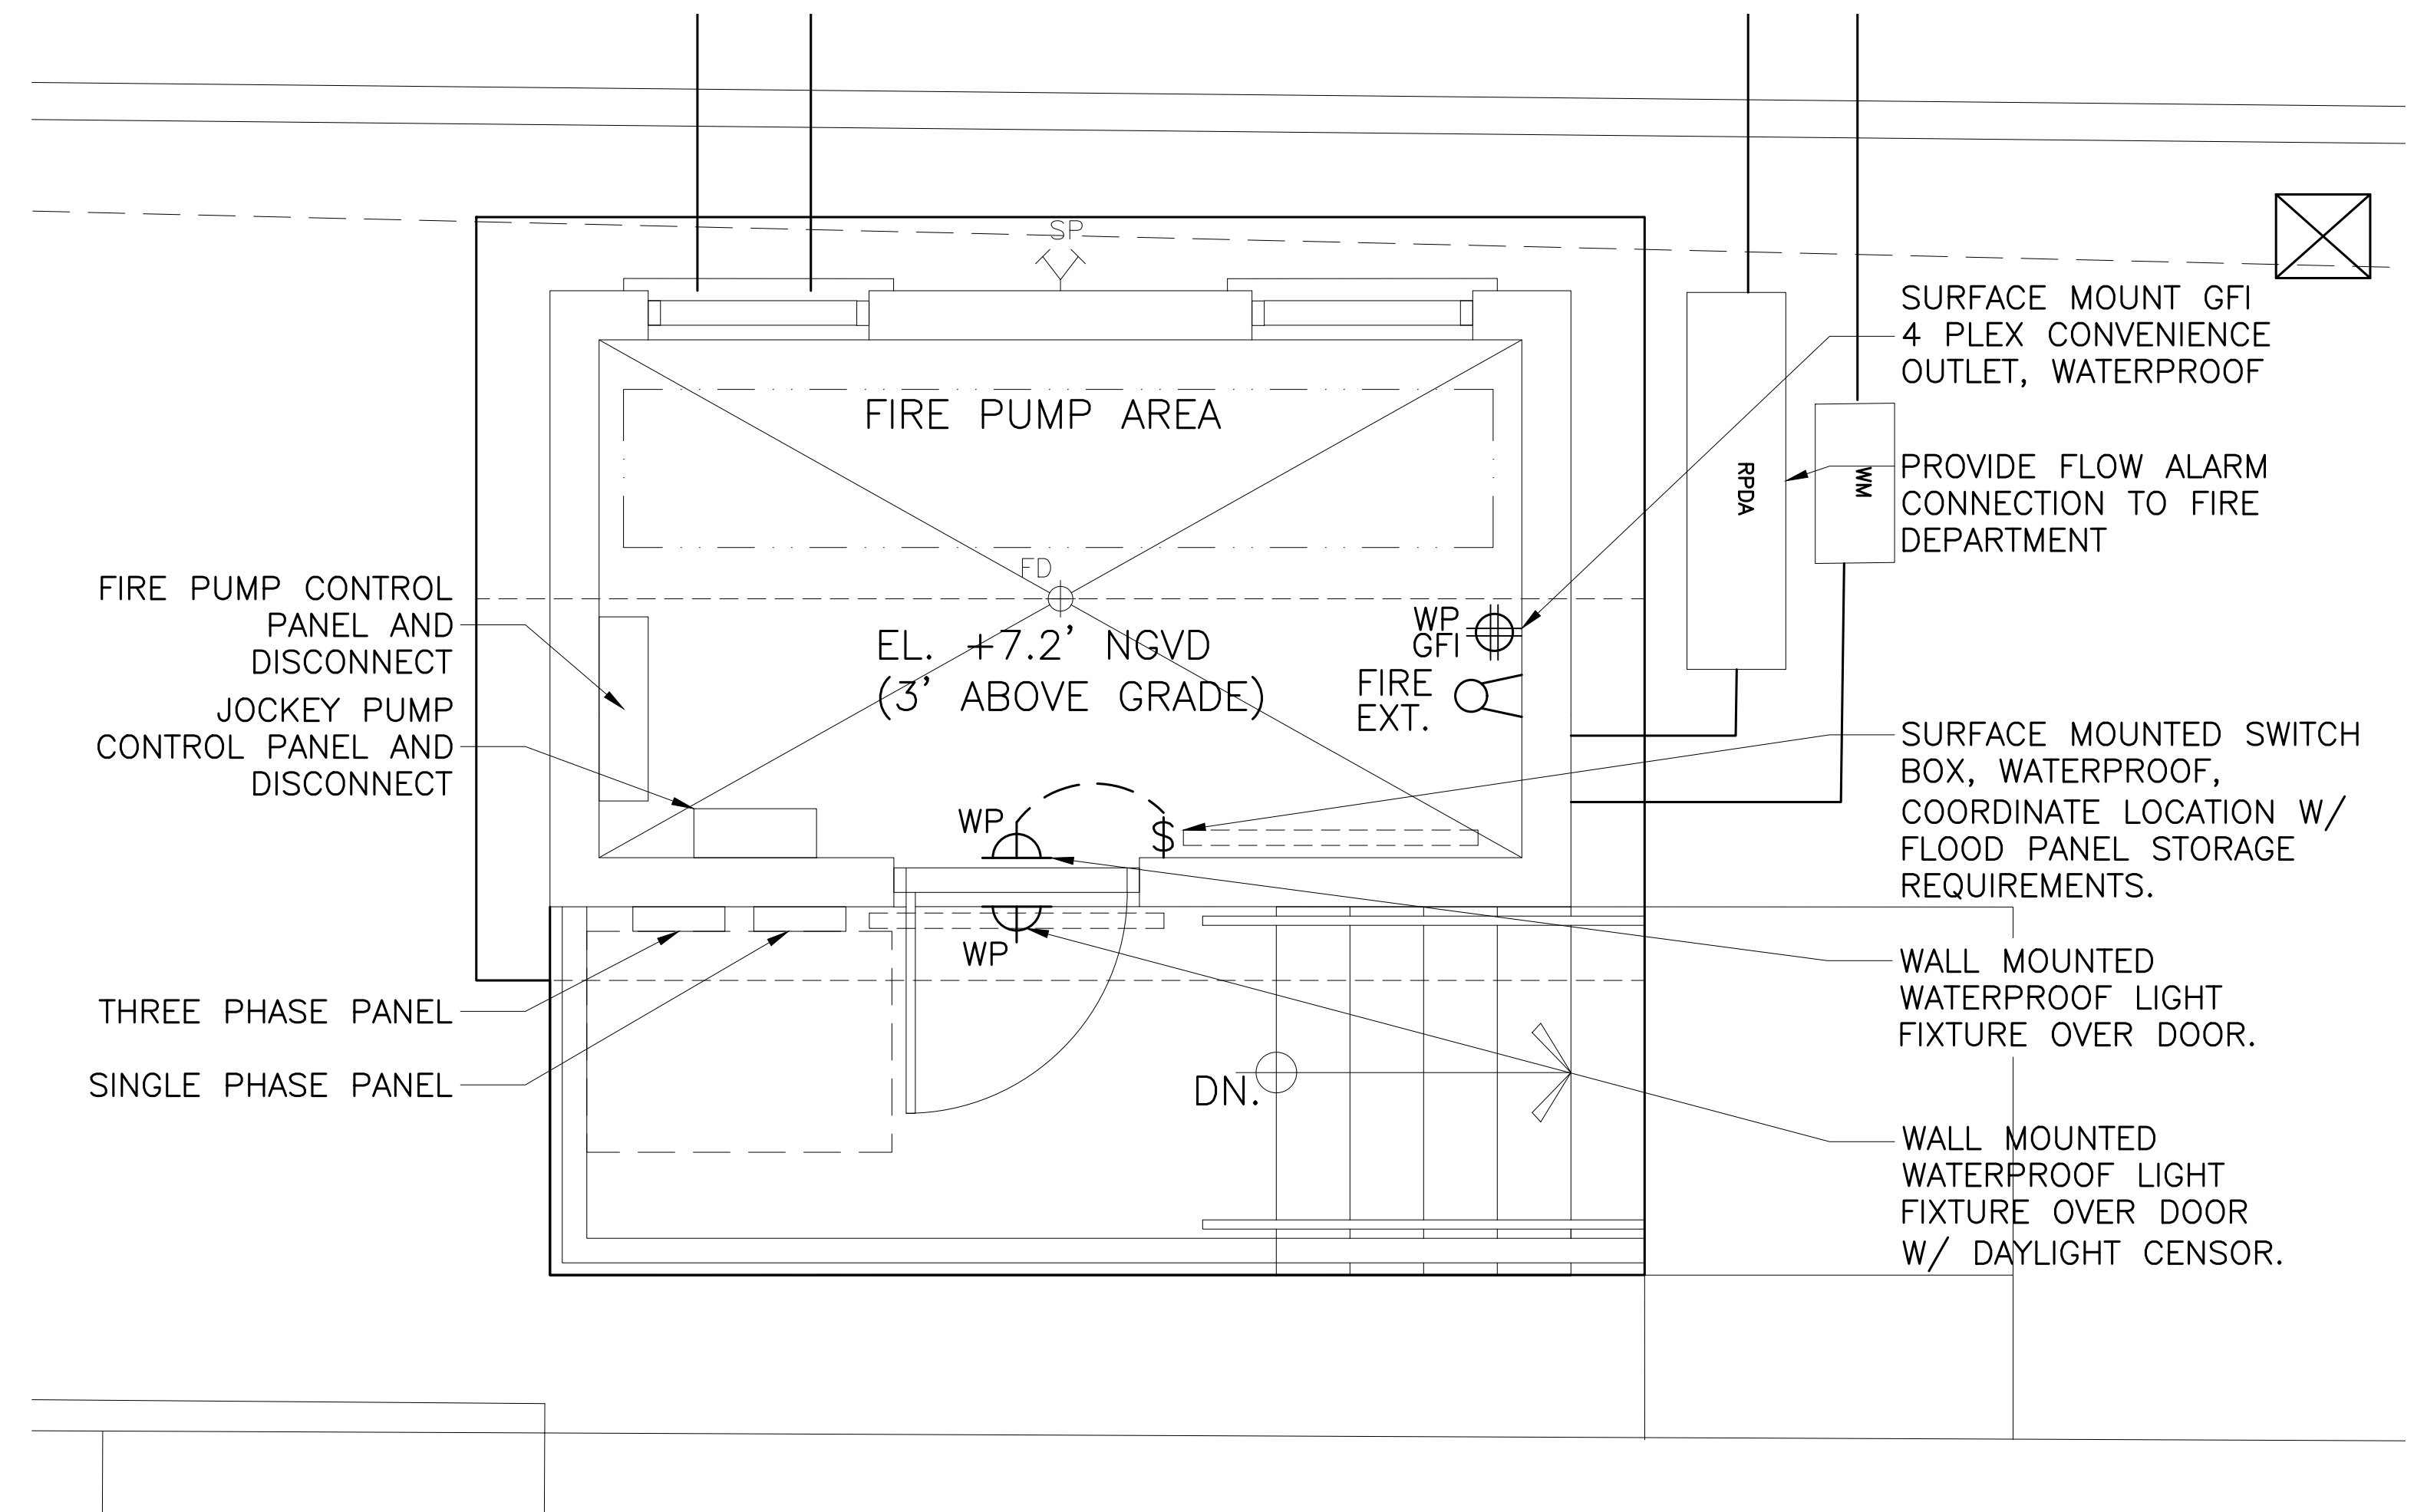 SP
SURFACE MOUNT GFI
4 PLEX CONVENIENCE
OUTLET, WATERPROOF
FIRE PUMP AREA
RPDA
WM
PROVIDE FLOW ALARM
CONNECTION TO FIRE
DEPARTMENT
FD
FIRE PUMP CONTROL
PANEL AND
DISCONNECT
EL. +7.2' NGVD
(3' ABOVE GRADE)
WP
GFI
FIRE
EXT.
JOCKEY PUMP
CONTROL PANEL AND
DISCONNECT
SURFACE MOUNTED SWITCH
BOX, WATERPROOF,
COORDINATE LOCATION W/
FLOOD PANEL STORAGE
REQUIREMENTS.
WP
$
WP
WALL MOUNTED
WATERPROOF LIGHT
FIXTURE OVER DOOR.
THREE PHASE PANEL
SINGLE PHASE PANEL
DN.
WALL MOUNTED
WATERPROOF LIGHT
FIXTURE OVER DOOR
W/ DAYLIGHT CENSOR.